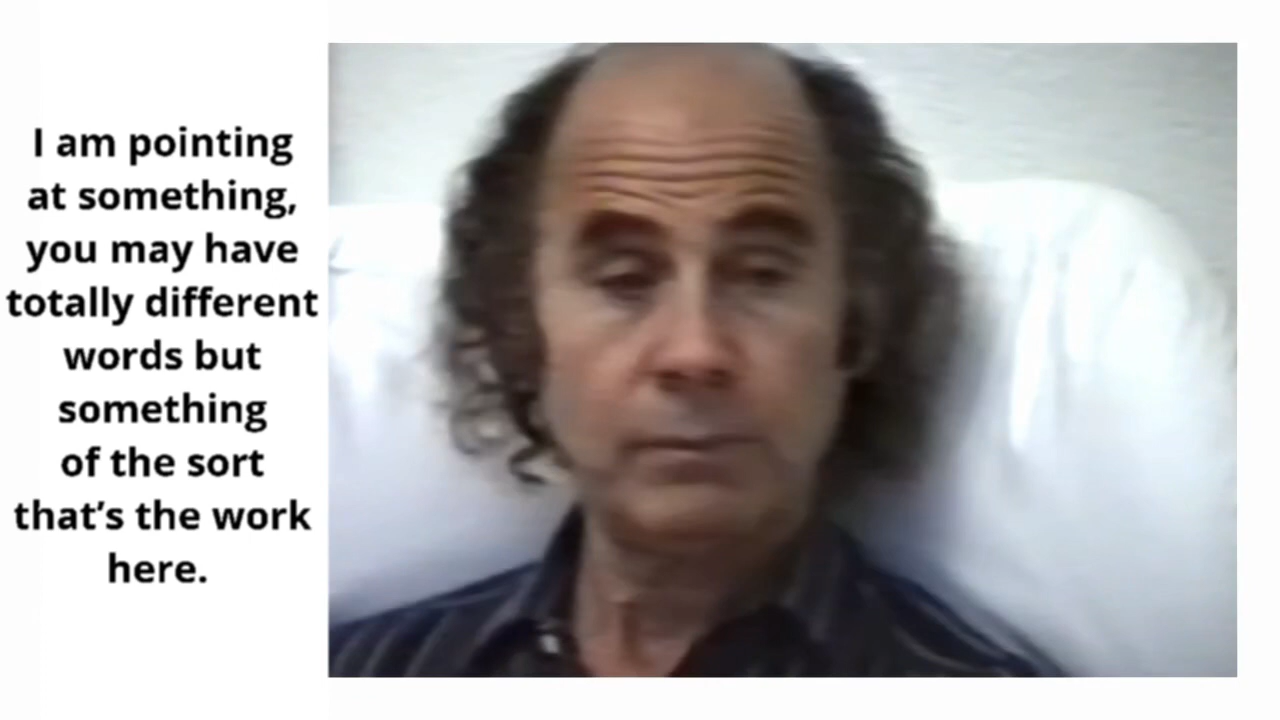 I am pointing
at something,
you may have
totally different
words but
something
of the sort
that’s the work
here.